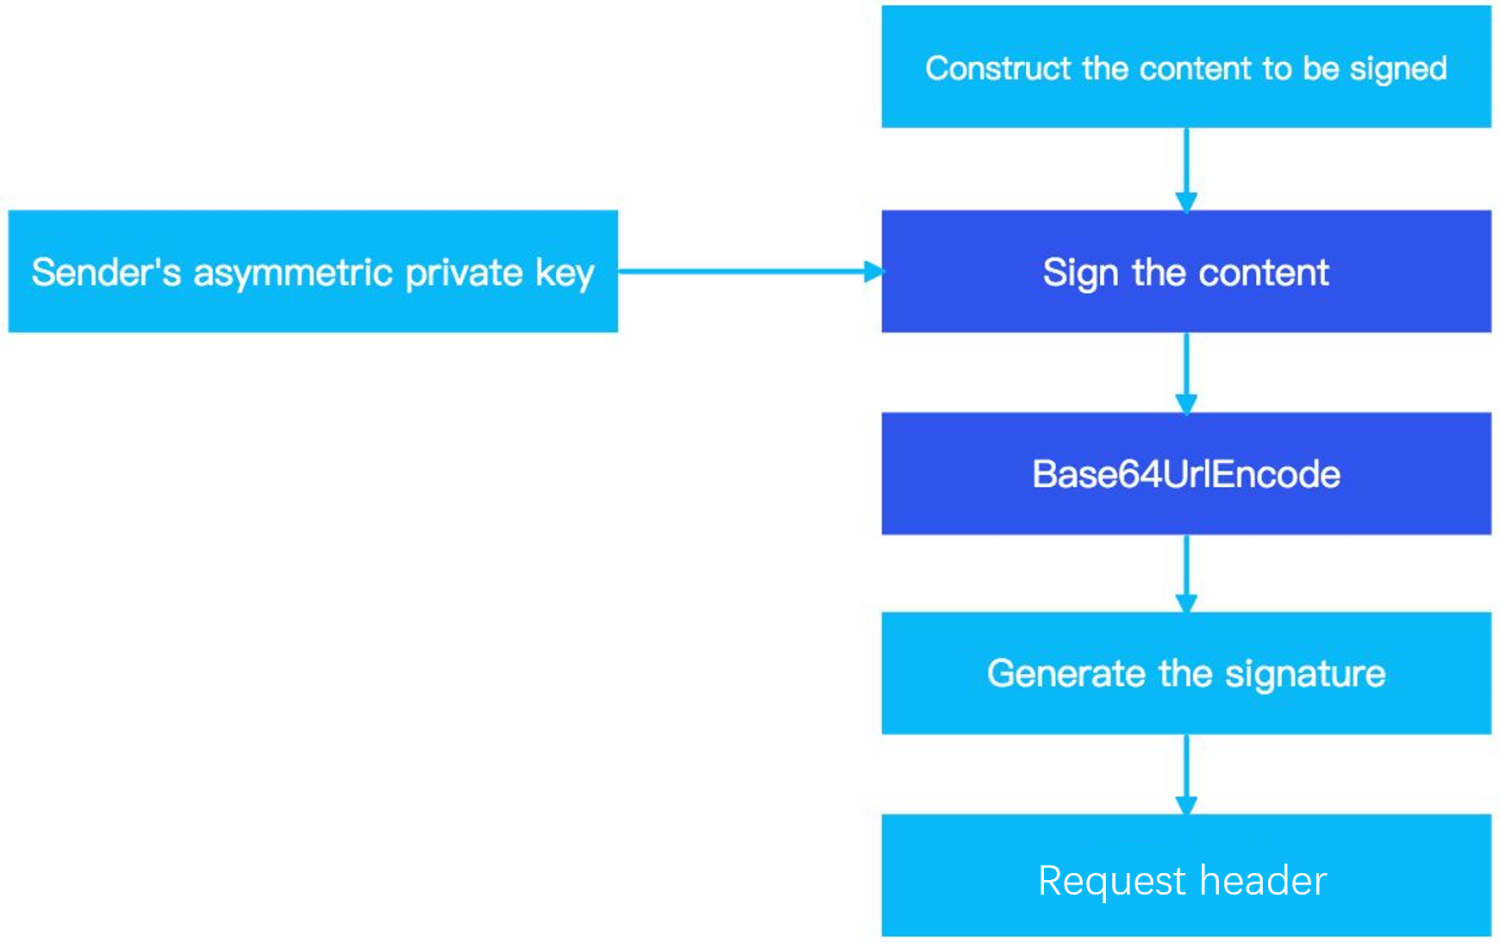 Construct the content to be signed
Sender's asymmetric private key
Sign the content
Base64UrlEncode
Generate the signature
Request header